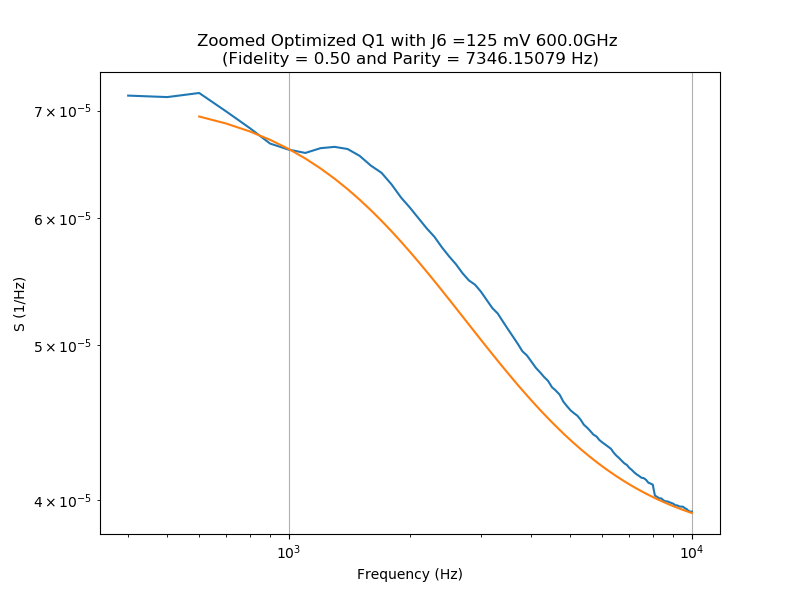 Zoomed Optimized Q1 with J6 =125 mV 600.0GHz
(Fidelity = 0.50 and Parity = 7346.15079 Hz)
7 × 10⁻⁵
6 × 10⁻⁵
5 × 10⁻⁵
4 × 10⁻⁵
S (1/Hz)
10³
10⁴
Frequency (Hz)